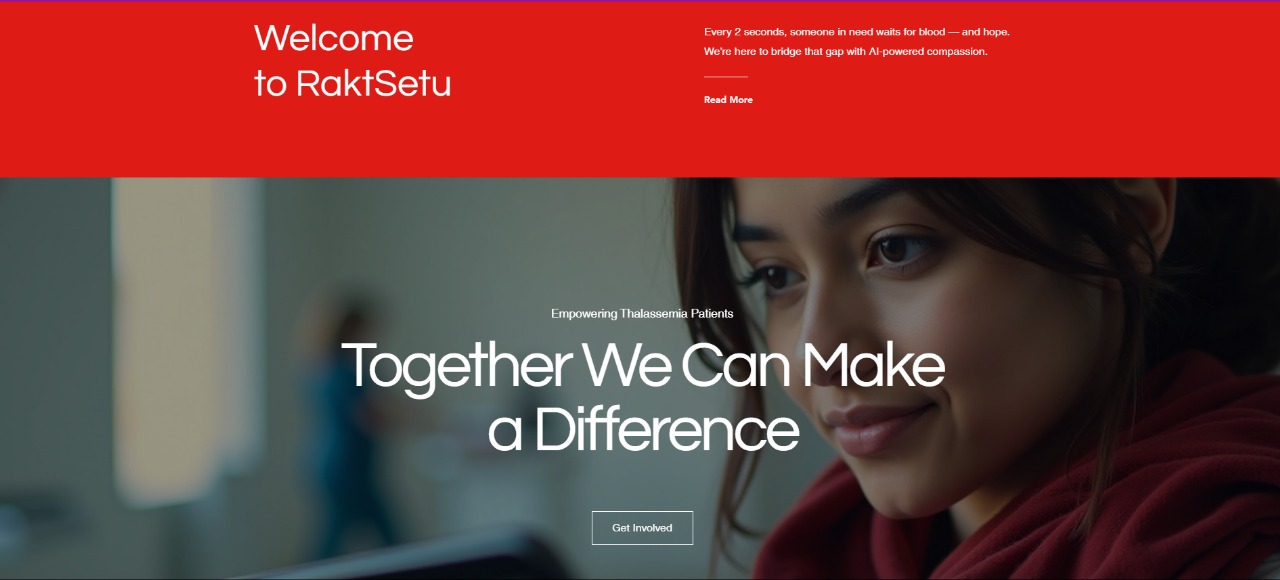 Welcome
to RaktSetu
Every 2 seconds, someone in need waits for blood — and hope.
We're here to bridge that gap with AI-powered compassion.
Read More
Empowering Thalassemia Patients
Together We Can Make
a Difference
Get Involved